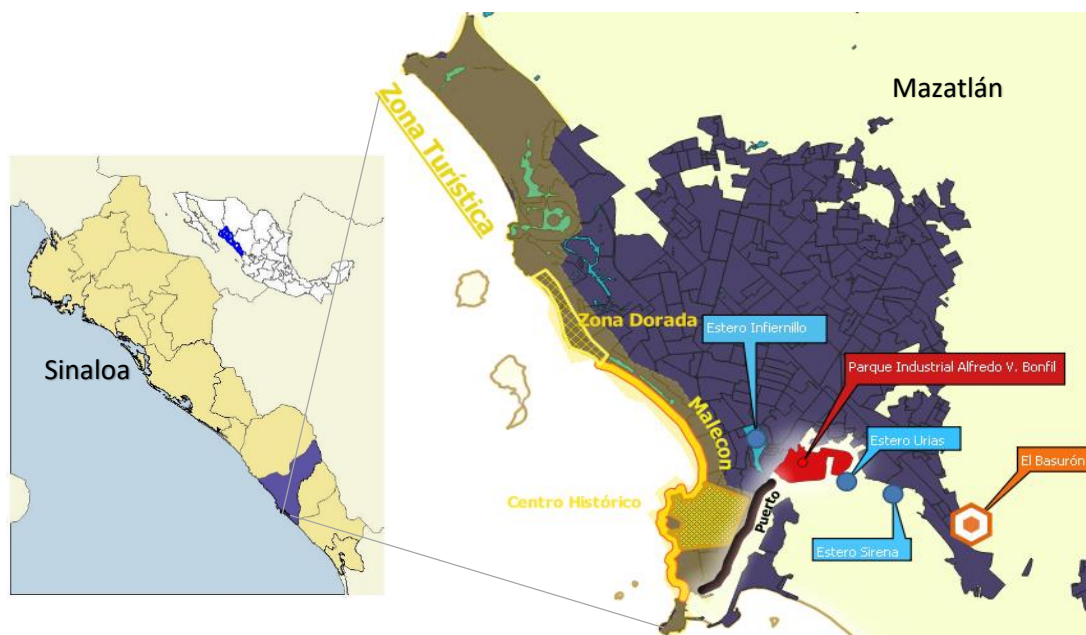 Mazatlán
Zona Turística
Sinaloa
Zona Dorada
Estero Infiernillo
Parque Industrial Alfredo V. Bonfil
Malecon
Estero Urias
El Basurón
Centro Histórico
Puerto
Estero Sirena